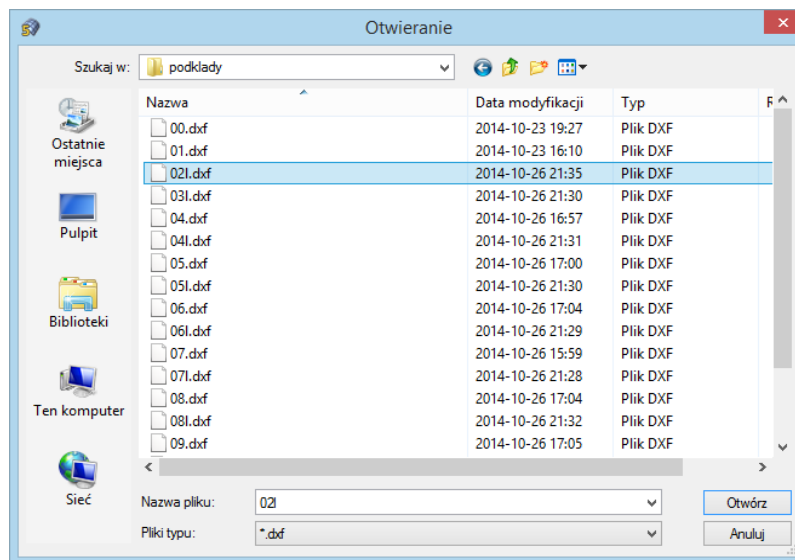 Otwieranie
Szukaj w: podklady
Nazwa Data modyfikacji Typ R
00.dxf 2014-10-23 19:27 Plik DXF
01.dxf 2014-10-23 16:10 Plik DXF
02l.dxf 2014-10-26 21:35 Plik DXF
03l.dxf 2014-10-26 21:30 Plik DXF
04.dxf 2014-10-26 16:57 Plik DXF
04l.dxf 2014-10-26 21:31 Plik DXF
05.dxf 2014-10-26 17:00 Plik DXF
05l.dxf 2014-10-26 21:30 Plik DXF
06.dxf 2014-10-26 17:04 Plik DXF
06l.dxf 2014-10-26 21:29 Plik DXF
07.dxf 2014-10-26 15:59 Plik DXF
07l.dxf 2014-10-26 21:28 Plik DXF
08.dxf 2014-10-26 17:04 Plik DXF
08l.dxf 2014-10-26 21:32 Plik DXF
09.dxf 2014-10-26 17:05 Plik DXF
Ostatnie
miejsca
Pulpit
Biblioteki
Ten komputer
Sieć
Nazwa pliku: 02l Otwórz
Pliki typu: *.dxf Anuluj